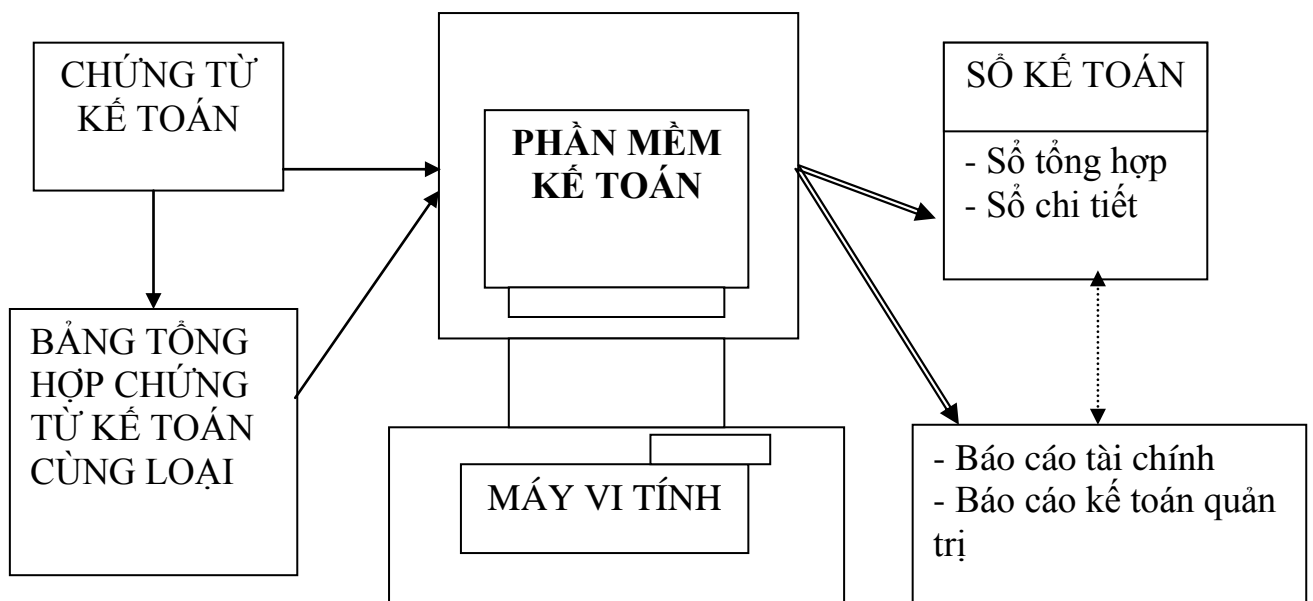 CHỨNG TỪ
KẾ TOÁN
BẢNG TỔNG
HỢP CHỨNG
TỪ KẾ TOÁN
CÙNG LOẠI
PHẦN MỀM
KẾ TOÁN
MÁY VI TÍNH
SỔ KẾ TOÁN
- Sổ tổng hợp
- Sổ chi tiết
- Báo cáo tài chính
- Báo cáo kế toán quản
trị